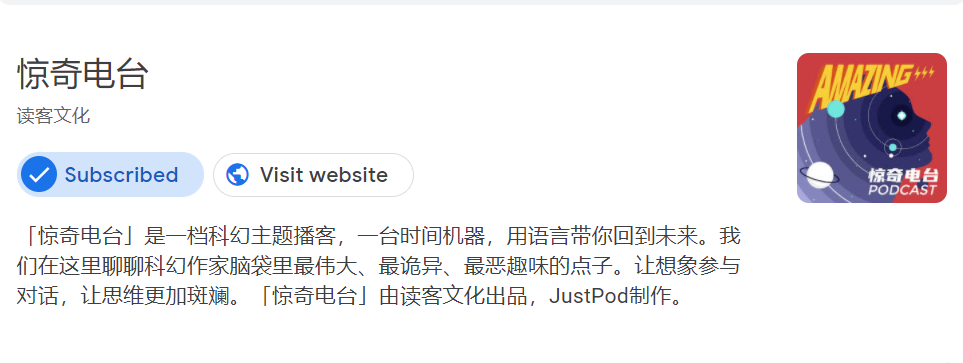 惊奇电台
读客文化
Subscribed
Visit website
「惊奇电台」是一档科幻主题播客，一台时间机器，用语言带你回到未来。我
们在这里聊聊科幻作家脑袋里最伟大、最诡异、最恶趣味的点子。让想象参与
对话，让思维更加斑斓。「惊奇电台」由读客文化出品，JustPod制作。
AMAZING
惊奇电台
PODCAST